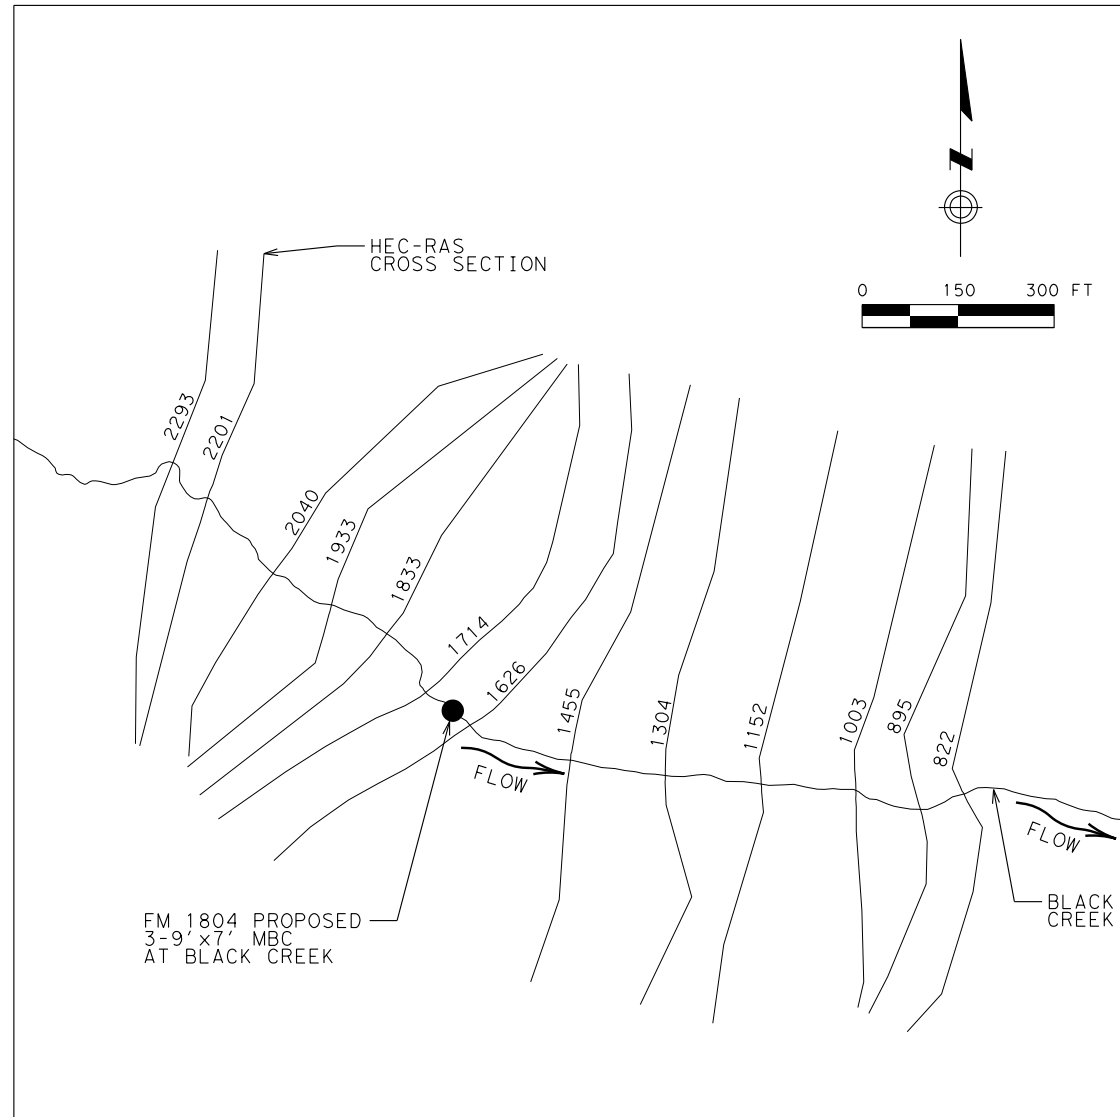 N
HEC-RAS
CROSS SECTION
0 150 300 FT
2293
2201
2040
1933
1833
1714
1626
1455
1304
1152
1003
895
822
FLOW
FLOW
FM 1804 PROPOSED
3-9'x7' MBC
AT BLACK CREEK
BLACK
CREEK